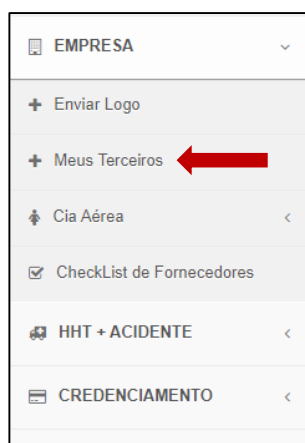 EMPRESA
Enviar Logo
Meus Terceiros
Cia Aérea
CheckList de Fornecedores
HHT + ACIDENTE
CREDENCIAMENTO